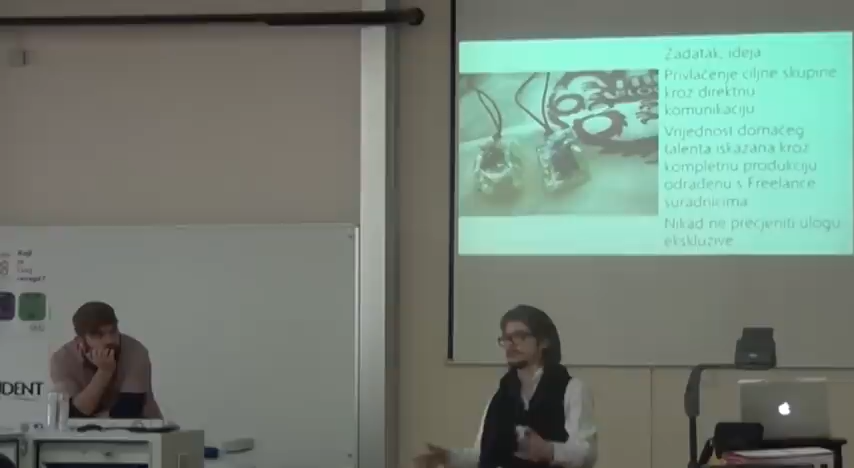 Zadatak, ideja
Privlačenje ciljne skupine
kroz direktnu
komunikaciju
Vrijednost domaćeg
talenta iskazana kroz
kompletnu produkciju
odrađenu s Freelance
suradnicima
Nikad ne precjeniti ulogu
ekskluzive
Koji
DENT